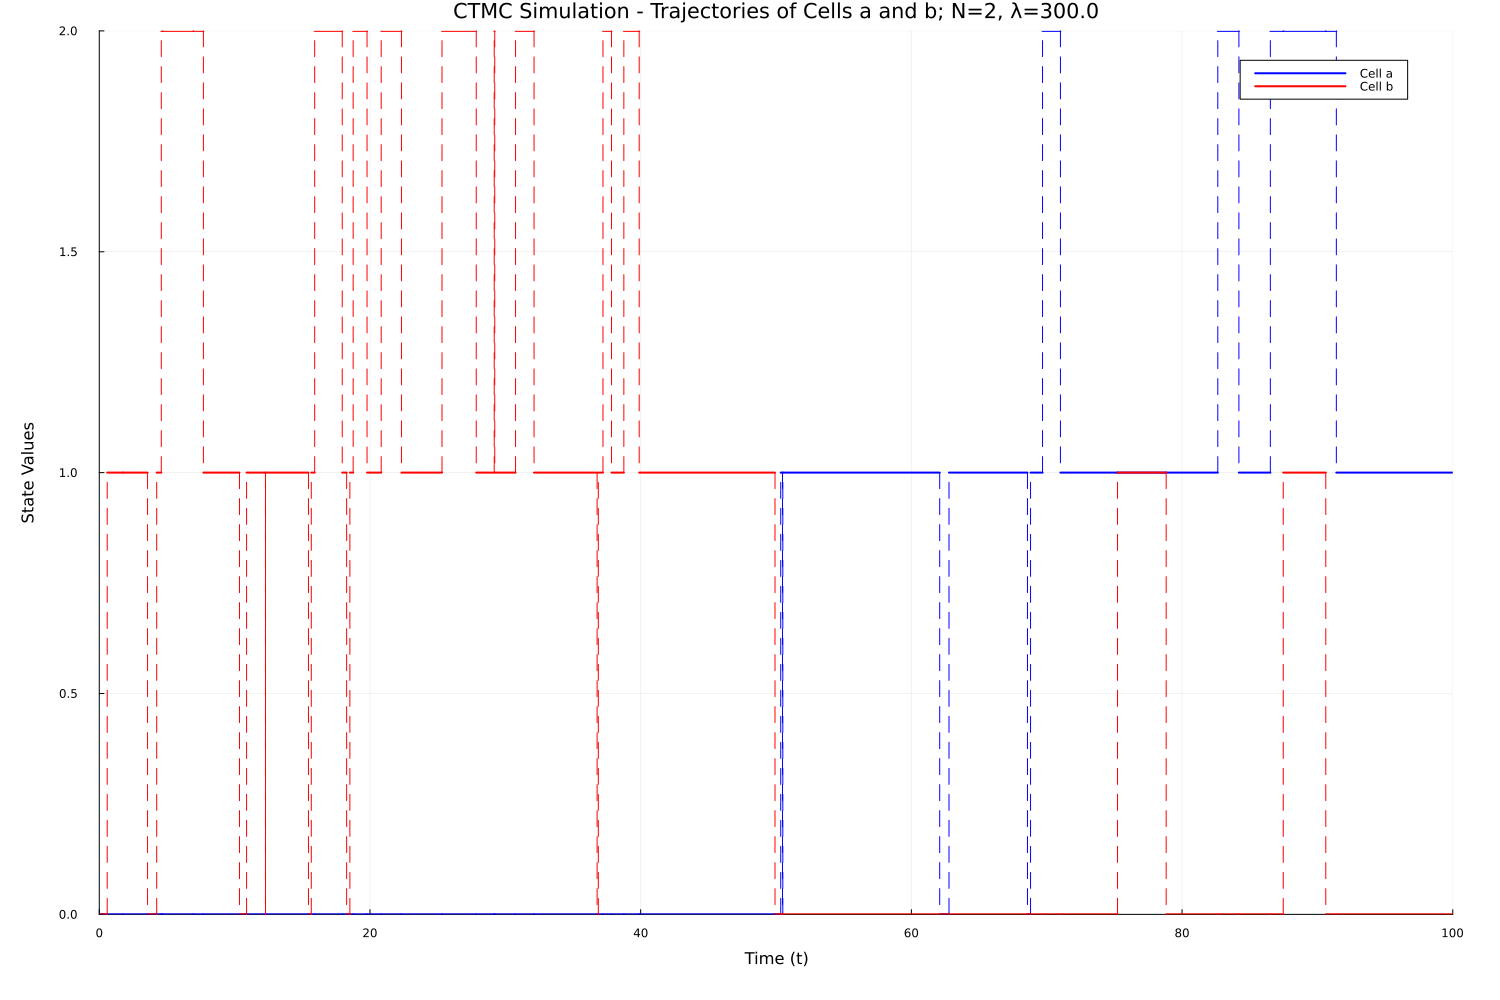 CTMC Simulation - Trajectories of Cells a and b; N=2, λ=300.0
2.0
Cell a
Cell b
1.5
State Values
1.0
0.5
0.0
0
20
40
60
80
100
Time (t)